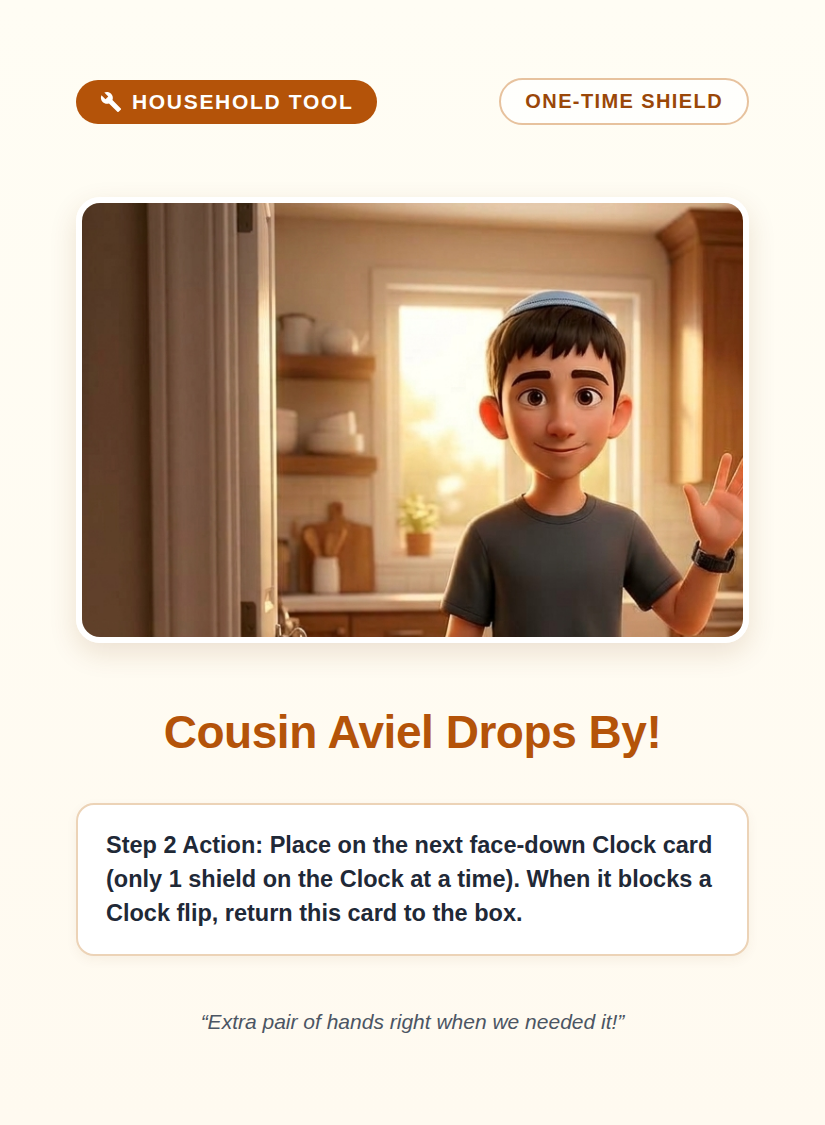 HOUSEHOLD TOOL
ONE-TIME SHIELD
Cousin Aviel Drops By!
Step 2 Action: Place on the next face-down Clock card
(only 1 shield on the Clock at a time). When it blocks a
Clock flip, return this card to the box.
“Extra pair of hands right when we needed it!”